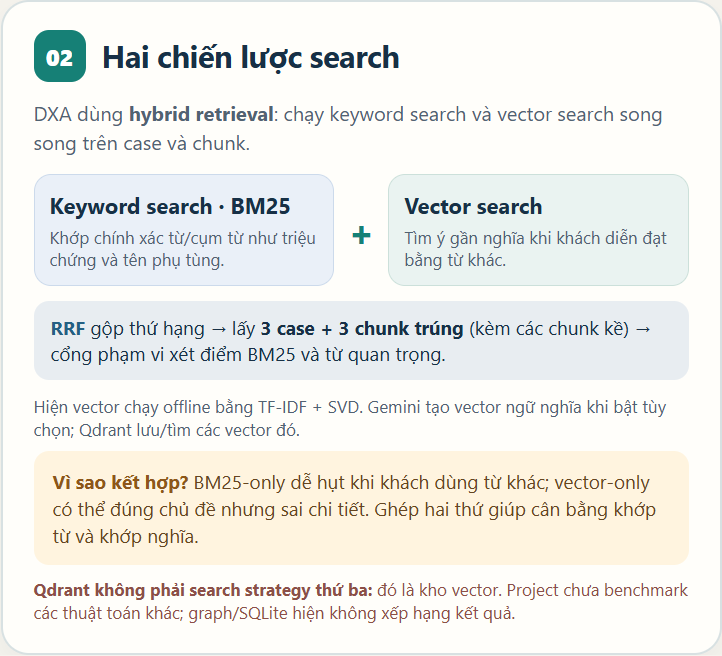 02
Hai chiến lược search
DXA dùng hybrid retrieval: chạy keyword search và vector search song
song trên case và chunk.
Keyword search · BM25
Khớp chính xác từ/cụm từ như triệu
chứng và tên phụ tùng.
+
Vector search
Tìm ý gần nghĩa khi khách diễn đạt
bằng từ khác.
RRF gộp thứ hạng → lấy 3 case + 3 chunk trúng (kèm các chunk kề) →
cổng phạm vi xét điểm BM25 và từ quan trọng.
Hiện vector chạy offline bằng TF-IDF + SVD. Gemini tạo vector ngữ nghĩa khi bật tùy
chọn; Qdrant lưu/tìm các vector đó.
Vì sao kết hợp? BM25-only dễ hụt khi khách dùng từ khác; vector-only
có thể đúng chủ đề nhưng sai chi tiết. Ghép hai thứ giúp cân bằng khớp
từ và khớp nghĩa.
Qdrant không phải search strategy thứ ba: đó là kho vector. Project chưa benchmark
các thuật toán khác; graph/SQLite hiện không xếp hạng kết quả.